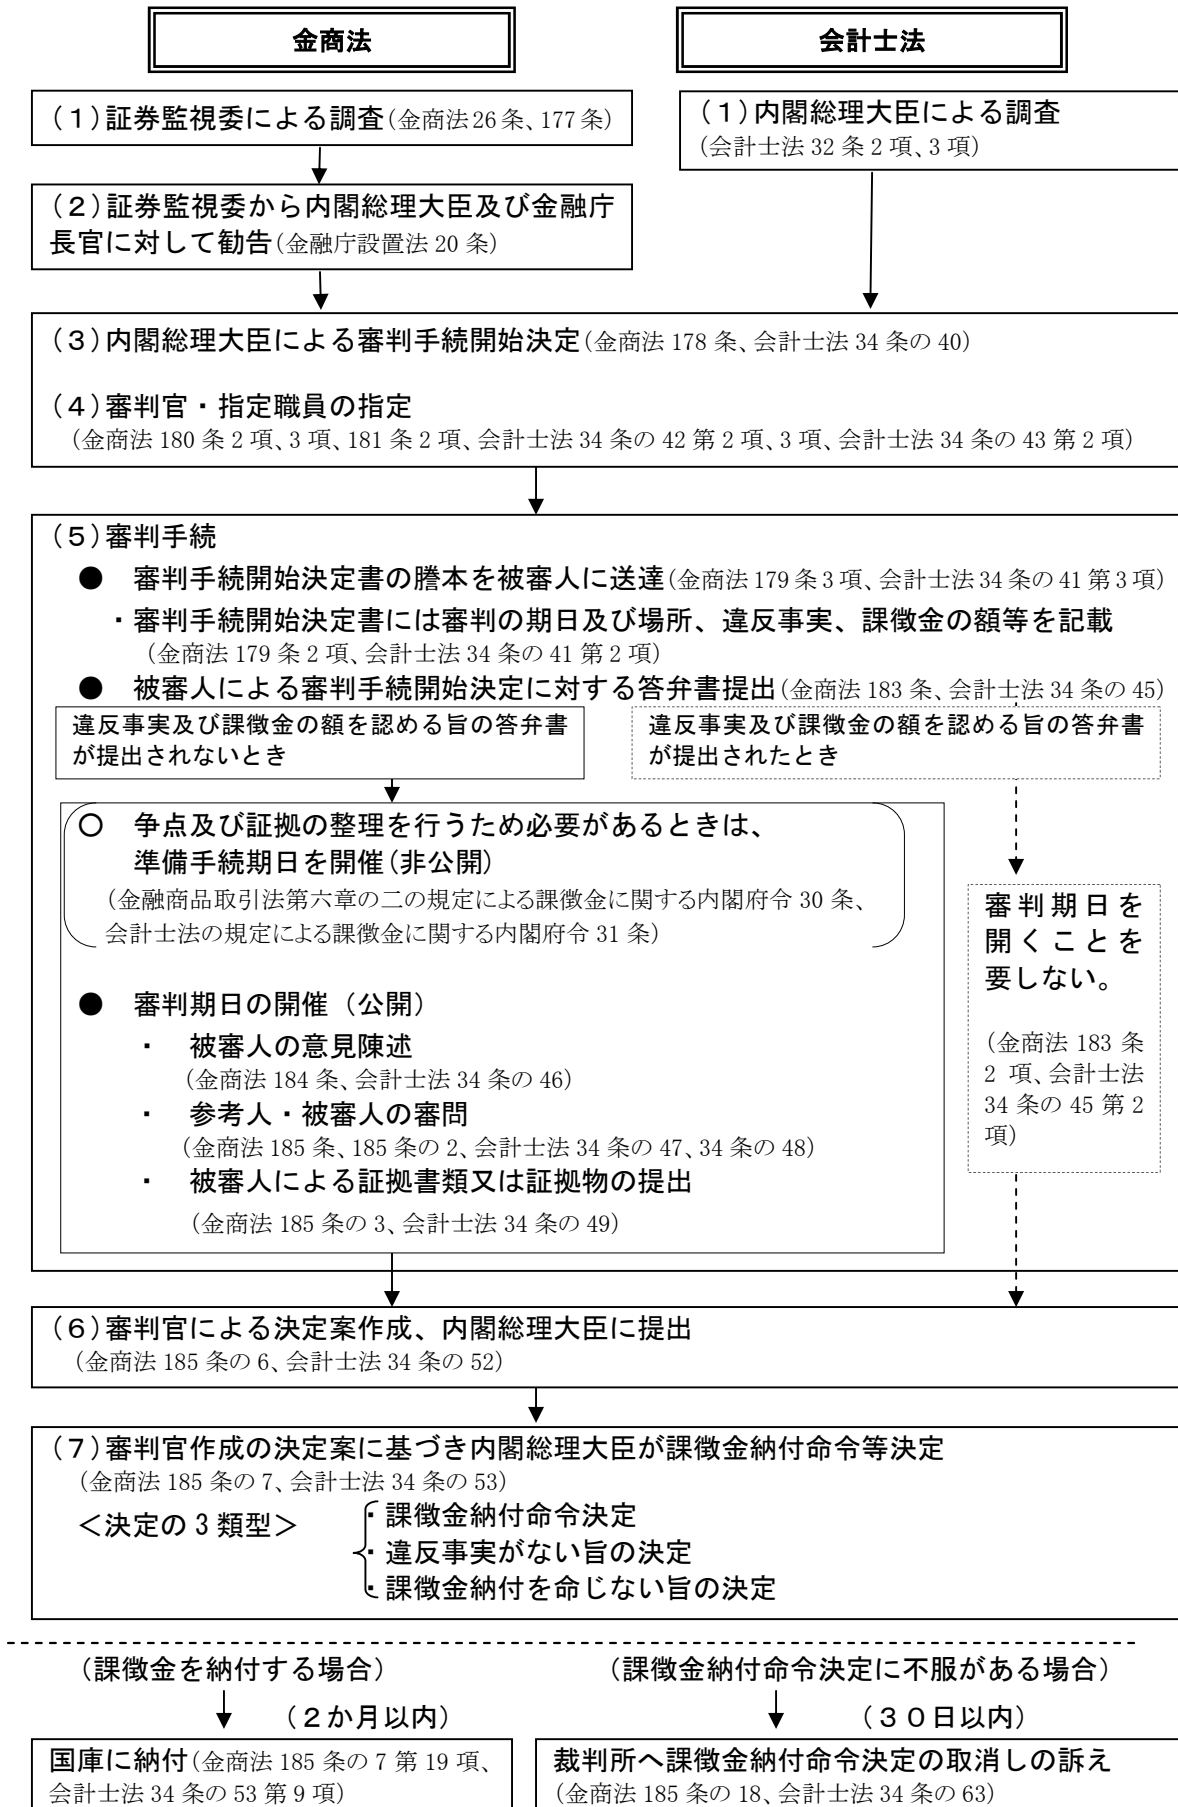 金商法
会計士法
(１)証券監視委による調査(金商法26条、177条)
(１)内閣総理大臣による調査
(会計士法32条2項、3項)
(２)証券監視委から内閣総理大臣及び金融庁
長官に対して勧告(金融庁設置法20条)
(３)内閣総理大臣による審判手続開始決定(金商法178条、会計士法34条の40)
(４)審判官・指定職員の指定
(金商法180条2項、3項、181条2項、会計士法34条の42第2項、3項、会計士法34条の43第2項)
(５)審判手続
● 審判手続開始決定書の謄本を被審人に送達(金商法179条3項、会計士法34条の41第3項)
・審判手続開始決定書には審判の期日及び場所、違反事実、課徴金の額等を記載
(金商法179条2項、会計士法34条の41第2項)
● 被審人による審判手続開始決定に対する答弁書提出(金商法183条、会計士法34条の45)
違反事実及び課徴金の額を認める旨の答弁書
が提出されないとき
違反事実及び課徴金の額を認める旨の答弁書
が提出されたとき
○ 争点及び証拠の整理を行うため必要があるときは、
準備手続期日を開催(非公開)
(金融商品取引法第六章の二の規定による課徴金に関する内閣府令30条、
会計士法の規定による課徴金に関する内閣府令31条)
● 審判期日の開催（公開）
・ 被審人の意見陳述
(金商法184条、会計士法34条の46)
・ 参考人・被審人の審問
(金商法185条、185条の2、会計士法34条の47、34条の48)
・ 被審人による証拠書類又は証拠物の提出
(金商法185条の3、会計士法34条の49)
審判期日を
開くことを
要しない。
(金商法183条
2項、会計士法
34条の45第2
項)
(６)審判官による決定案作成、内閣総理大臣に提出
(金商法185条の6、会計士法34条の52)
(７)審判官作成の決定案に基づき内閣総理大臣が課徴金納付命令等決定
(金商法185条の7、会計士法34条の53)
＜決定の3類型＞
・課徴金納付命令決定
・違反事実がない旨の決定
・課徴金納付を命じない旨の決定
(課徴金を納付する場合)
(課徴金納付命令決定に不服がある場合)
(２か月以内)
(３０日以内)
国庫に納付(金商法185条の7第19項、
会計士法34条の53第9項)
裁判所へ課徴金納付命令決定の取消しの訴え
(金商法185条の18、会計士法34条の63)